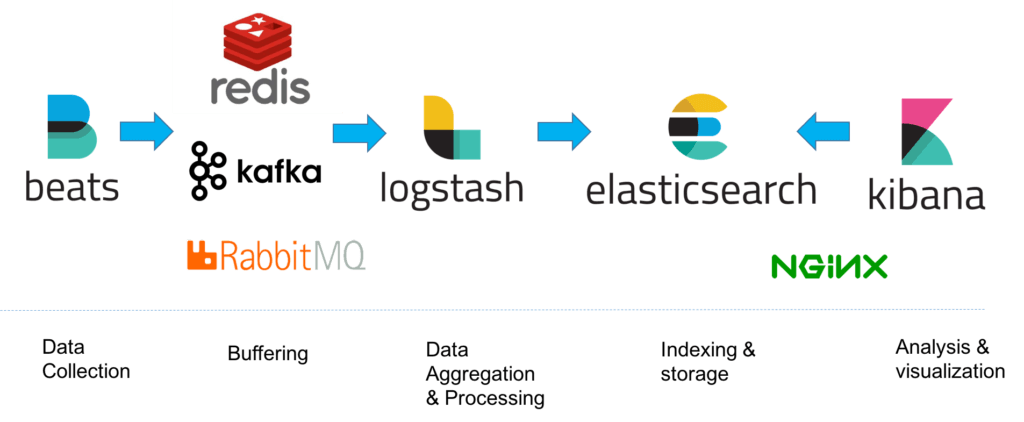 redis
beats
kafka
logstash
elasticsearch
kibana
RabbitMQ
NGINX
Data
Collection
Buffering
Data
Aggregation
& Processing
Indexing &
storage
Analysis &
visualization